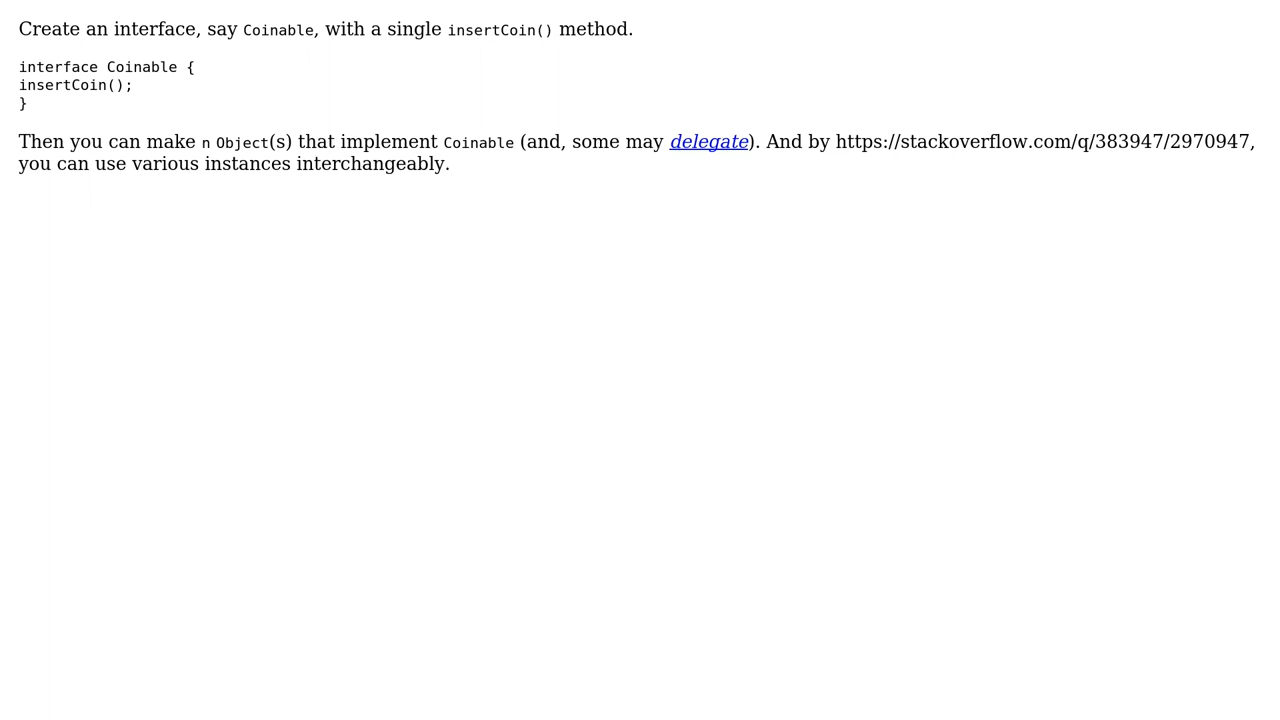 Create an interface, say Coinable, with a single insertCoin() method.
interface Coinable {
insertCoin();
}
Then you can make n Object(s) that implement Coinable (and, some may delegate). And by https://stackoverflow.com/q/383947/2970947,
you can use various instances interchangeably.